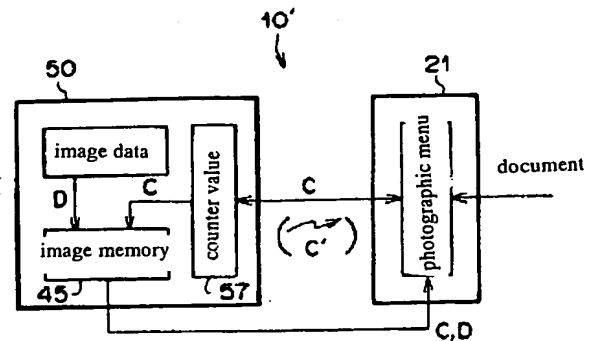 10'
50
21
image data
counter value
photographic menu
document
D
C
C
C'
image memory
45
57
C,D